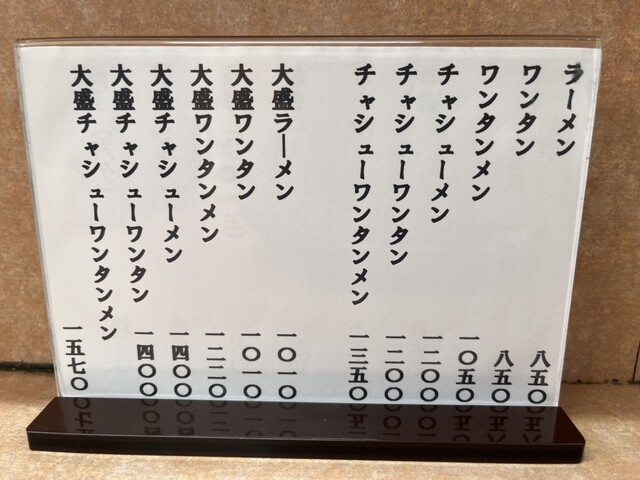 ラーメン 八五〇
ワンタン 八五〇
ワンタンメン 一〇五〇
チャシューメン 一二〇〇
チャシューワンタン 一二〇〇
チャシューワンタンメン 一三五〇
大盛ラーメン 一〇一〇
大盛ワンタン 一〇一〇
大盛ワンタンメン 一二二〇
大盛チャシューメン 一四〇〇
大盛チャシューワンタン 一四〇〇
大盛チャシューワンタンメン 一五七〇